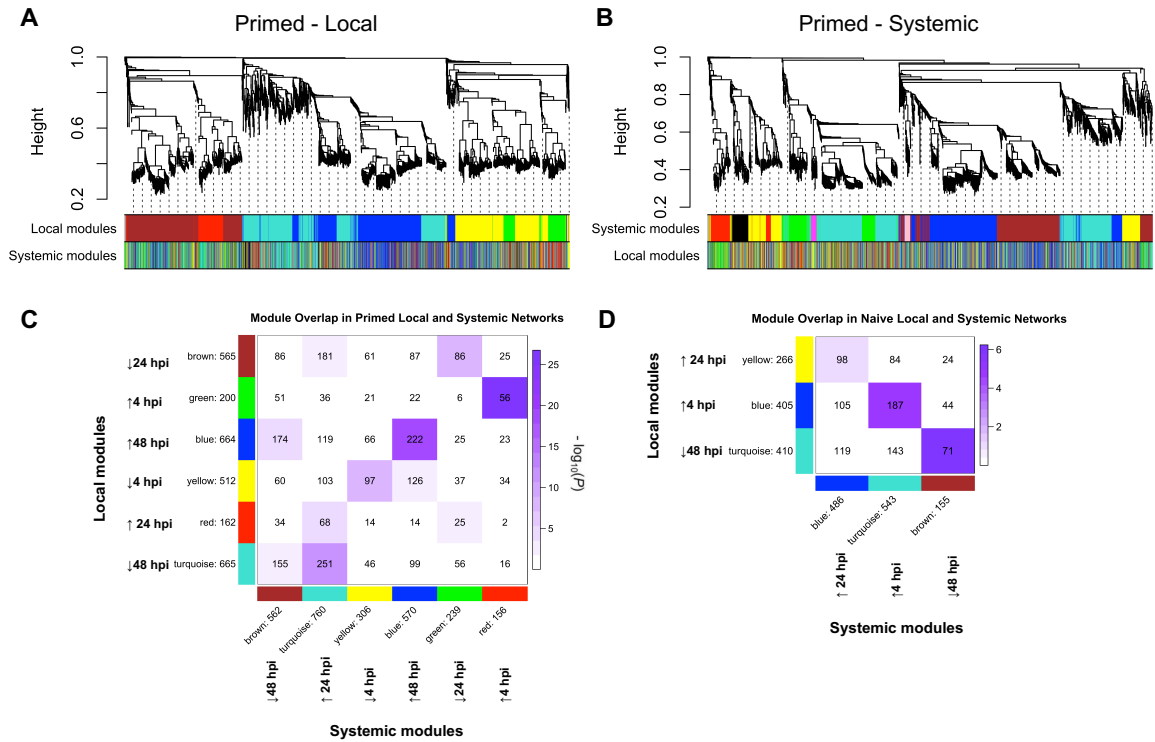 A
Primed - Local
Height
1.0
0.6
0.2
Local modules
Systemic modules
B
Primed - Systemic
Height
1.0
0.8
0.6
0.4
0.2
Systemic modules
Local modules
C
Module Overlap in Primed Local and Systemic Networks
Local modules
↓24 hpi brown: 565 86 181 61 87 86 25
↑4 hpi green: 200 51 36 21 22 6 56
↑48 hpi blue: 664 174 119 66 222 25 23
↓4 hpi yellow: 512 60 103 97 126 37 34
↑ 24 hpi red: 162 34 68 14 14 25 2
↓48 hpi turquoise: 665 155 251 46 99 56 16
brown: 562 turquoise: 760 yellow: 306 blue: 570 green: 239 red: 156
↓48 hpi ↑ 24 hpi ↓4 hpi ↑48 hpi ↓24 hpi ↑4 hpi
Systemic modules
25
20
15
10
5
- log10(P)
D
Module Overlap in Naive Local and Systemic Networks
Local modules
↑ 24 hpi yellow: 266 98 84 24
↑4 hpi blue: 405 105 187 44
↓48 hpi turquoise: 410 119 143 71
blue: 486 turquoise: 543 brown: 155
↑ 24 hpi ↑4 hpi ↓48 hpi
Systemic modules
6
4
2